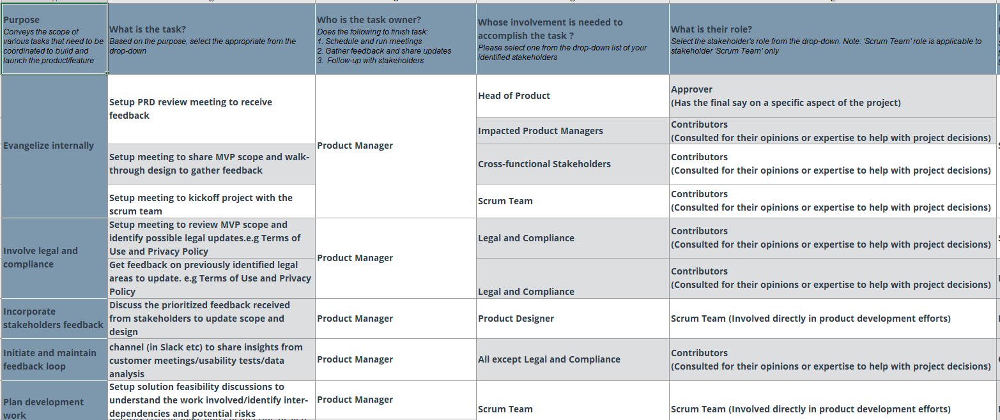 Purpose
Conveys the scope of
various tasks that need to be
coordinated to build and
launch the product/feature
What is the task?
Based on the purpose, select the appropriate from the
drop-down
Who is the task owner?
Does the following to finish task:
1. Schedule and run meetings
2. Gather feedback and share updates
3. Follow-up with stakeholders
Whose involvement is needed to
accomplish the task ?
Please select one from the drop-down list of your
identified stakeholders
What is their role?
Select the stakeholder's role from the drop-down. Note: 'Scrum Team' role is applicable to
stakeholder 'Scrum Team' only
Evangelize internally
Setup PRD review meeting to receive
feedback
Product Manager
Head of Product
Approver
(Has the final say on a specific aspect of the project)
Impacted Product Managers
Contributors
(Consulted for their opinions or expertise to help with project decisions)
Setup meeting to share MVP scope and walk-
through design to gather feedback
Cross-functional Stakeholders
Contributors
(Consulted for their opinions or expertise to help with project decisions)
Setup meeting to kickoff project with the
scrum team
Scrum Team
Contributors
(Consulted for their opinions or expertise to help with project decisions)
Involve legal and
compliance
Setup meeting to review MVP scope and
identify possible legal updates.e.g Terms of
Use and Privacy Policy
Product Manager
Legal and Compliance
Contributors
(Consulted for their opinions or expertise to help with project decisions)
Get feedback on previously identified legal
areas to update. e.g Terms of Use and Privacy
Policy
Legal and Compliance
Contributors
(Consulted for their opinions or expertise to help with project decisions)
Incorporate
stakeholders feedback
Discuss the prioritized feedback received
from stakeholders to update scope and
design
Product Manager
Product Designer
Scrum Team (Involved directly in product development efforts)
Initiate and maintain
feedback loop
channel (in Slack etc) to share insights from
customer meetings/usability tests/data
analysis
Product Manager
All except Legal and Compliance
Contributors
(Consulted for their opinions or expertise to help with project decisions)
Plan development
work
Setup solution feasibility discussions to
understand the work involved/identify inter-
dependencies and potential risks
Product Manager
Scrum Team
Scrum Team (Involved directly in product development efforts)